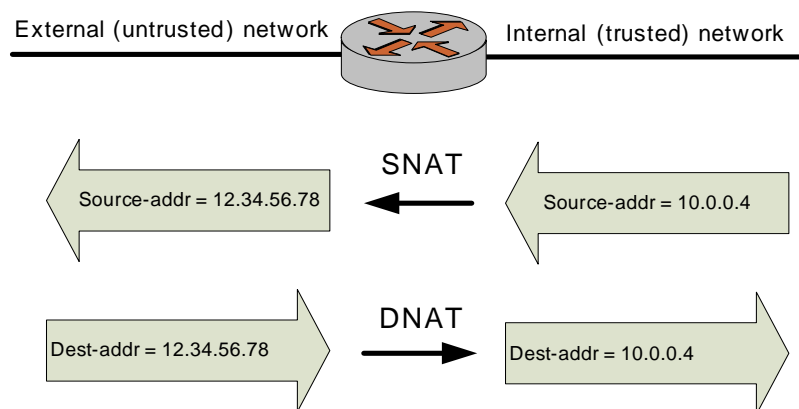 External (untrusted) network
Internal (trusted) network
SNAT
Source-addr = 12.34.56.78
Source-addr = 10.0.0.4
DNAT
Dest-addr = 12.34.56.78
Dest-addr = 10.0.0.4